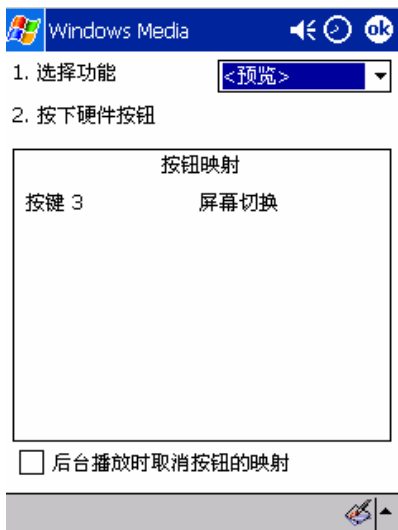 Windows Media ok
1. 选择功能 <预览>
2. 按下硬件按钮
按钮映射
按键 3 屏幕切换
后台播放时取消按钮的映射